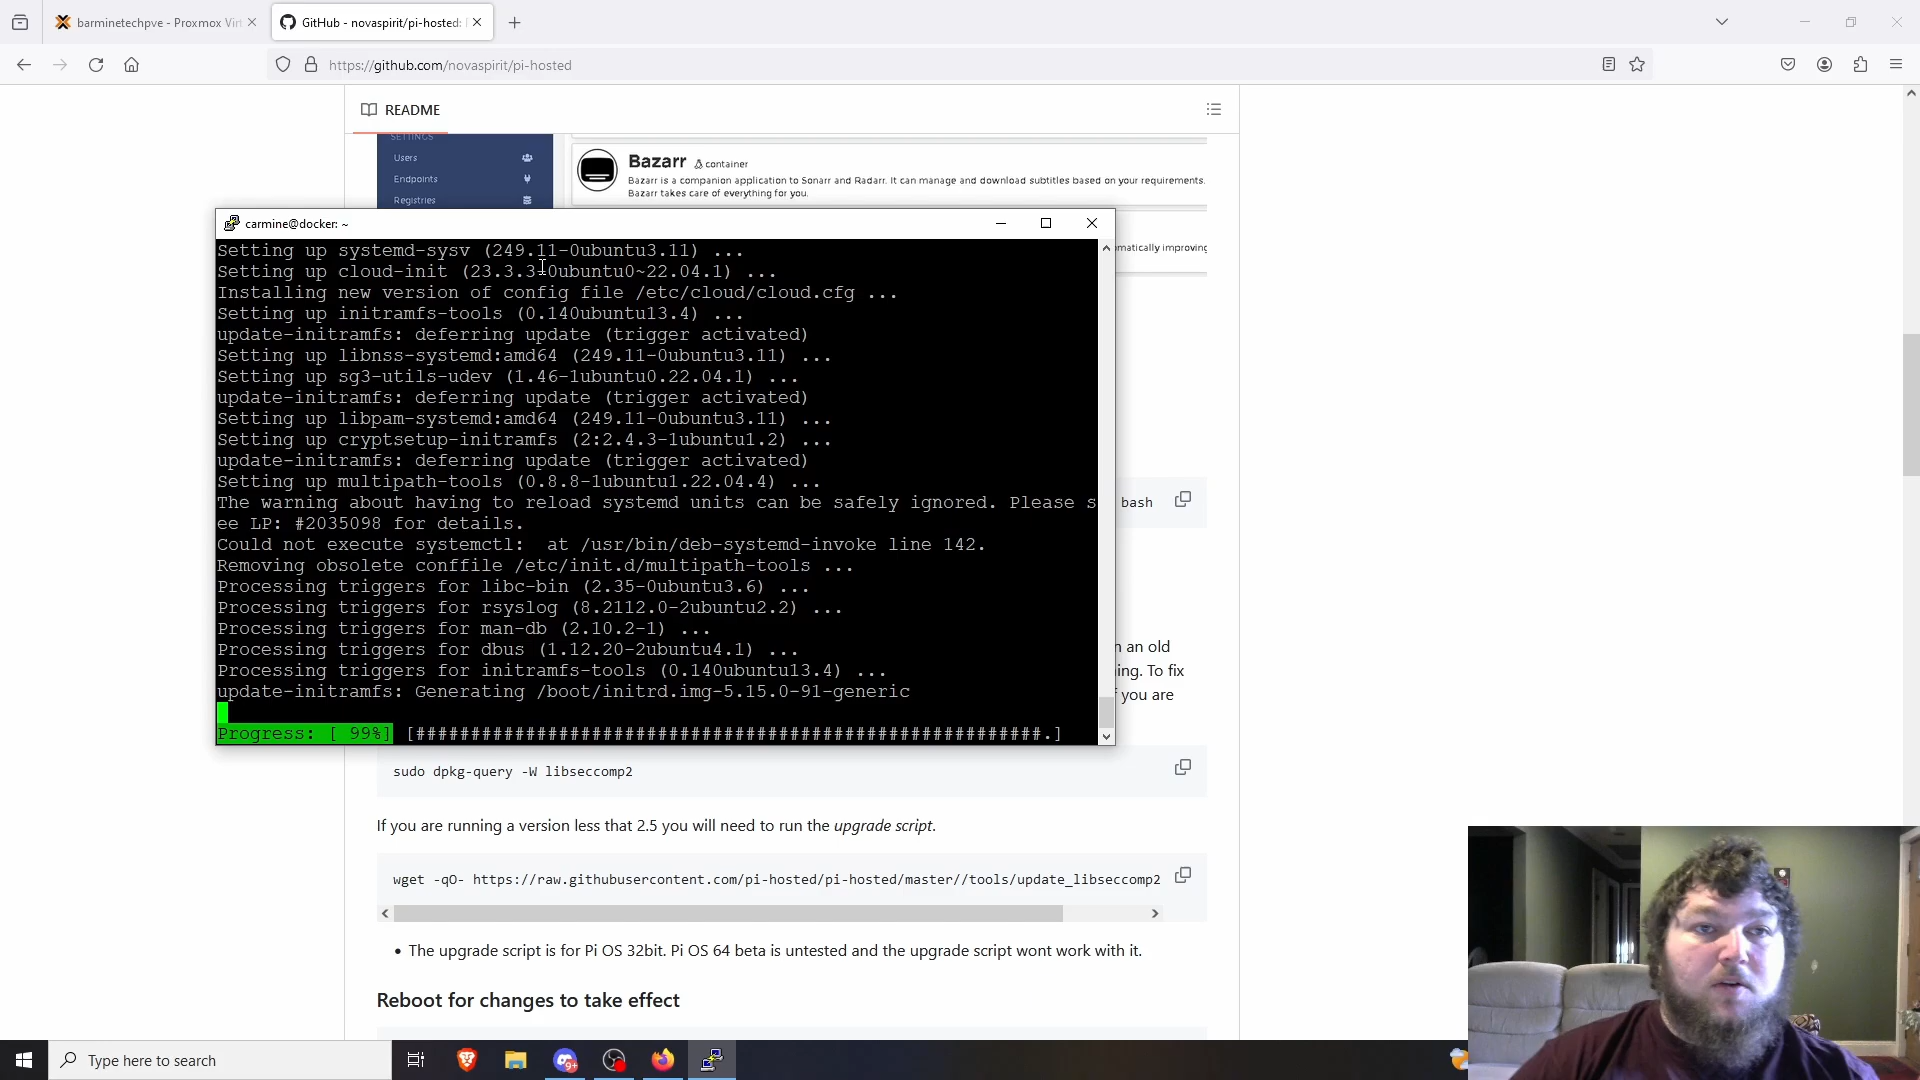 barminetechpve - Proxmox Vir
GitHub - novaspirit/pi-hosted:
https://github.com/novaspirit/pi-hosted
README
SETTINGS
Users
Endpoints
Registries
Bazarr container
Bazarr is a companion application to Sonarr and Radarr. It can manage and download subtitles based on your requirements.
Bazarr takes care of everything for you.
carmine@docker: ~
Setting up systemd-sysv (249.11-0ubuntu3.11) ...
Setting up cloud-init (23.3.3-0ubuntu0~22.04.1) ...
Installing new version of config file /etc/cloud/cloud.cfg ...
Setting up initramfs-tools (0.140ubuntu13.4) ...
update-initramfs: deferring update (trigger activated)
Setting up libnss-systemd:amd64 (249.11-0ubuntu3.11) ...
Setting up sg3-utils-udev (1.46-1ubuntu0.22.04.1) ...
update-initramfs: deferring update (trigger activated)
Setting up libpam-systemd:amd64 (249.11-0ubuntu3.11) ...
Setting up cryptsetup-initramfs (2:2.4.3-1ubuntu1.2) ...
update-initramfs: deferring update (trigger activated)
Setting up multipath-tools (0.8.8-1ubuntu1.22.04.4) ...
The warning about having to reload systemd units can be safely ignored. Please s
ee LP: #2035098 for details.
Could not execute systemctl:  at /usr/bin/deb-systemd-invoke line 142.
Removing obsolete conffile /etc/init.d/multipath-tools ...
Processing triggers for libc-bin (2.35-0ubuntu3.6) ...
Processing triggers for rsyslog (8.2112.0-2ubuntu2.2) ...
Processing triggers for man-db (2.10.2-1) ...
Processing triggers for dbus (1.12.20-2ubuntu4.1) ...
Processing triggers for initramfs-tools (0.140ubuntu13.4) ...
update-initramfs: Generating /boot/initrd.img-5.15.0-91-generic
Progress: [ 99%] [#########################################################.]
matically improving
bash
n an old
ing. To fix
f you are
sudo dpkg-query -W libseccomp2
If you are running a version less that 2.5 you will need to run the upgrade script.
wget -qO- https://raw.githubusercontent.com/pi-hosted/pi-hosted/master//tools/update_libseccomp2
• The upgrade script is for Pi OS 32bit. Pi OS 64 beta is untested and the upgrade script wont work with it.
Reboot for changes to take effect
Type here to search
9+